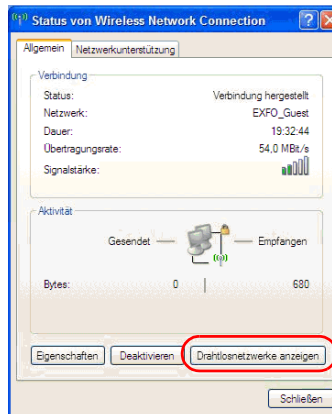 Status von Wireless Network Connection
Allgemein Netzwerkunterstützung
Verbindung
Status: Verbindung hergestellt
Netzwerk: EXFO_Guest
Dauer: 19:32:44
Übertragungsrate: 54,0 MBit/s
Signalstärke:
Aktivität
Gesendet — — Empfangen
Bytes: 0 680
Eigenschaften Deaktivieren Drahtlosnetzwerke anzeigen
Schließen